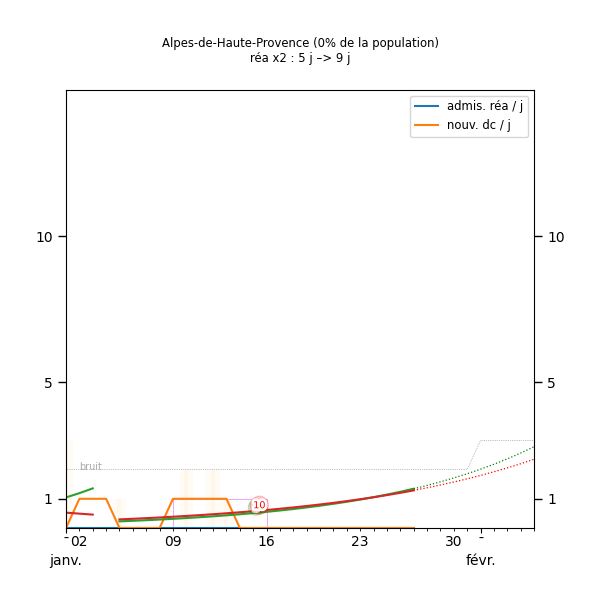 Alpes-de-Haute-Provence (0% de la population)
réa x2 : 5 j –> 9 j
admis. réa / j
nouv. dc / j
10 10
5 5
bruit
10
1 1
02 09 16 23 30
janv. févr.